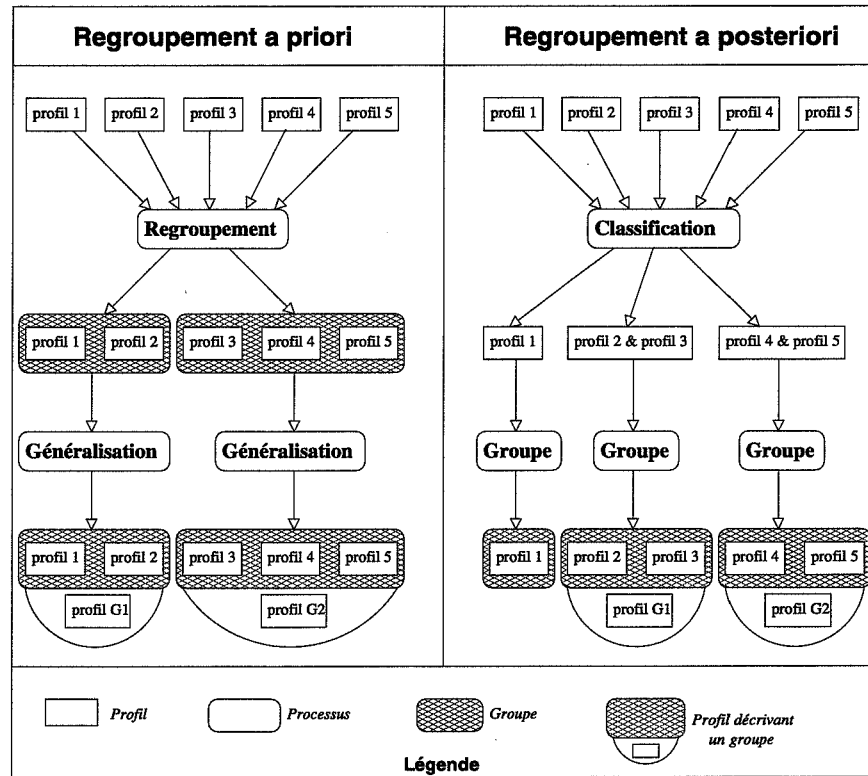 Regroupement a priori
Regroupement a posteriori
profil 1 profil 2 profil 3 profil 4 profil 5
Regroupement
profil 1 profil 2 profil 3 profil 4 profil 5
Généralisation Généralisation
profil 1 profil 2 profil 3 profil 4 profil 5
profil G1 profil G2
profil 1 profil 2 profil 3 profil 4 profil 5
Classification
profil 1 profil 2 & profil 3 profil 4 & profil 5
Groupe Groupe Groupe
profil 1 profil 2 profil 3 profil 4 profil 5
profil G1 profil G2
Profil
Processus
Groupe
Profil décrivant
un groupe
Légende